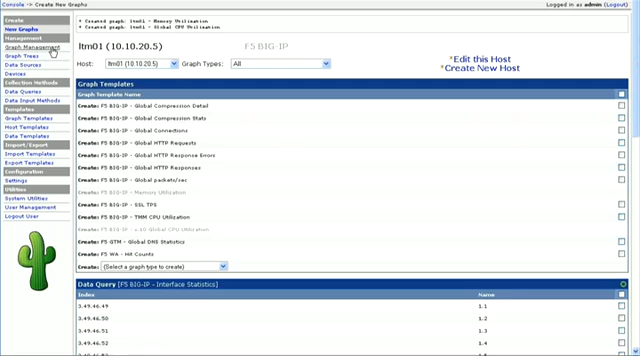 Console -> Create New Graphs
Logged in as admin (Logout)
Create
New Graphs
Management
Graph Management
Graph Trees
Data Sources
Devices
Collection Methods
Data Queries
Data Input Methods
Templates
Graph Templates
Host Templates
Data Templates
Import/Export
Import Templates
Export Templates
Configuration
Settings
Utilities
System Utilities
User Management
Logout User
+ Created graph: ltm01 - Memory Utilization
+ Created graph: ltm01 - Global CPU Utilization
ltm01 (10.10.20.5)
F5 BIG-IP
Host: ltm01 (10.10.20.5)
Graph Types: All
*Edit this Host
*Create New Host
Graph Templates
Graph Template Name
Create: F5 BIG-IP - Global Compression Detail
Create: F5 BIG-IP - Global Compression Stats
Create: F5 BIG-IP - Global Connections
Create: F5 BIG-IP - Global HTTP Requests
Create: F5 BIG-IP - Global HTTP Response Errors
Create: F5 BIG-IP - Global HTTP Responses
Create: F5 BIG-IP - Global packets/sec
Create: F5 BIG-IP - Memory Utilization
Create: F5 BIG-IP - SSL TPS
Create: F5 BIG-IP - TMM CPU Utilization
Create: F5 BIG-IP - v.10 Global CPU Utilization
Create: F5 GTM - Global DNS Statistics
Create: F5 WA - Hit Counts
Create: (Select a graph type to create)
Data Query [F5 BIG-IP - Interface Statistics]
Index
Name
3.49.46.49
1.1
3.49.46.50
1.2
3.49.46.51
1.3
3.49.46.52
1.4